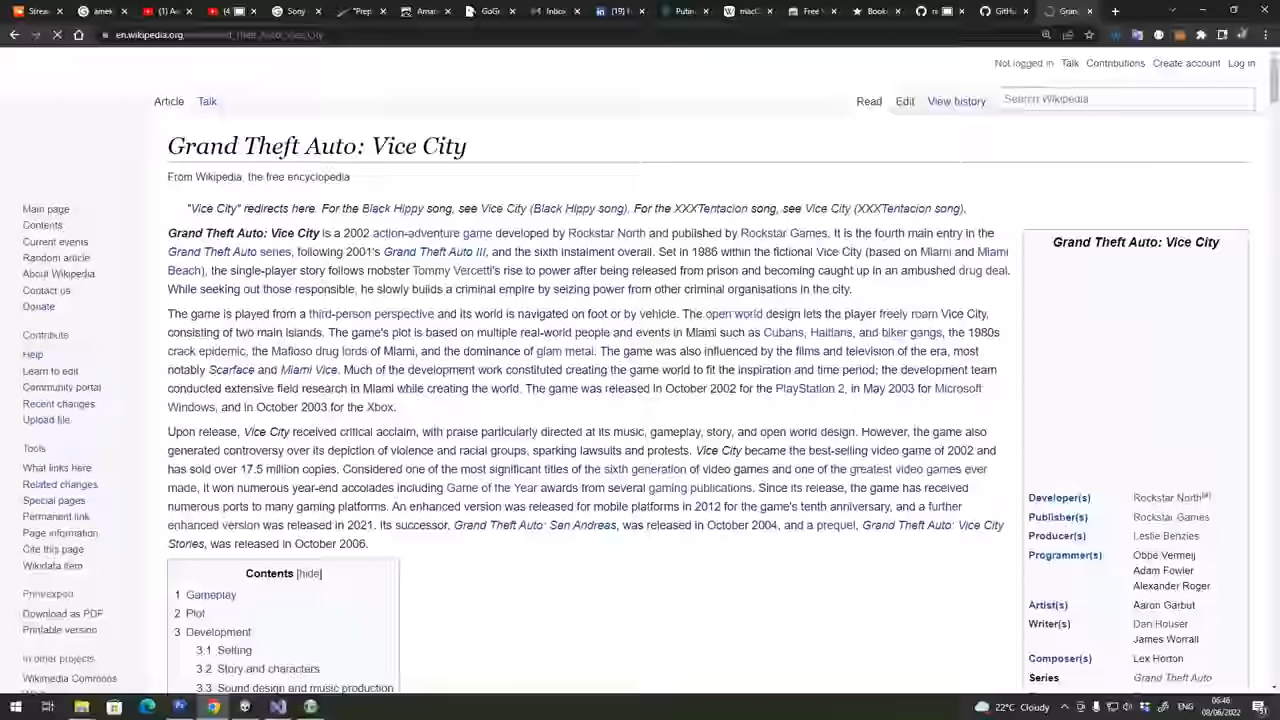 Stream
gamek
(1) Au
Sony
"Prep
Amaz
GoGi
Inbox
(19)
Putin
triaC
Free
Book
GitHu
Gran
en.wikipedia.org
Not logged in Talk Contributions Create account Log in
Article Talk
Read Edit View history
Search Wikipedia
Grand Theft Auto: Vice City
From Wikipedia, the free encyclopedia
"Vice City" redirects here. For the Black Hippy song, see Vice City (Black Hippy song). For the XXXTentacion song, see Vice City (XXXTentacion song).
Grand Theft Auto: Vice City is a 2002 action-adventure game developed by Rockstar North and published by Rockstar Games. It is the fourth main entry in the
Grand Theft Auto series, following 2001's Grand Theft Auto III, and the sixth instalment overall. Set in 1986 within the fictional Vice City (based on Miami and Miami
Beach), the single-player story follows mobster Tommy Vercetti's rise to power after being released from prison and becoming caught up in an ambushed drug deal.
While seeking out those responsible, he slowly builds a criminal empire by seizing power from other criminal organisations in the city.
The game is played from a third-person perspective and its world is navigated on foot or by vehicle. The open world design lets the player freely roam Vice City,
consisting of two main islands. The game's plot is based on multiple real-world people and events in Miami such as Cubans, Haitians, and biker gangs, the 1980s
crack epidemic, the Mafioso drug lords of Miami, and the dominance of glam metal. The game was also influenced by the films and television of the era, most
notably Scarface and Miami Vice. Much of the development work constituted creating the game world to fit the inspiration and time period; the development team
conducted extensive field research in Miami while creating the world. The game was released in October 2002 for the PlayStation 2, in May 2003 for Microsoft
Windows, and in October 2003 for the Xbox.
Upon release, Vice City received critical acclaim, with praise particularly directed at its music, gameplay, story, and open world design. However, the game also
generated controversy over its depiction of violence and racial groups, sparking lawsuits and protests. Vice City became the best-selling video game of 2002 and
has sold over 17.5 million copies. Considered one of the most significant titles of the sixth generation of video games and one of the greatest video games ever
made, it won numerous year-end accolades including Game of the Year awards from several gaming publications. Since its release, the game has received
numerous ports to many gaming platforms. An enhanced version was released for mobile platforms in 2012 for the game's tenth anniversary, and a further
enhanced version was released in 2021. Its successor, Grand Theft Auto: San Andreas, was released in October 2004, and a prequel, Grand Theft Auto: Vice City
Stories, was released in October 2006.
Main page
Contents
Current events
Random article
About Wikipedia
Contact us
Donate
Contribute
Help
Learn to edit
Community portal
Recent changes
Upload file
Tools
What links here
Related changes
Special pages
Permanent link
Page information
Cite this page
Wikidata item
Print/export
Download as PDF
Printable version
In other projects
Wikimedia Commons
Contents [hide]
1 Gameplay
2 Plot
3 Development
3.1 Setting
3.2 Story and characters
3.3 Sound design and music production
Grand Theft Auto: Vice City
Developer(s) Rockstar North[a]
Publisher(s) Rockstar Games
Producer(s) Leslie Benzies
Programmer(s) Obbe Vermeij
Adam Fowler
Alexander Roger
Artist(s) Aaron Garbut
Writer(s) Dan Houser
James Worrall
Composer(s) Lex Horton
Series Grand Theft Auto
22°C Cloudy
ENG
06:46
08/06/2022